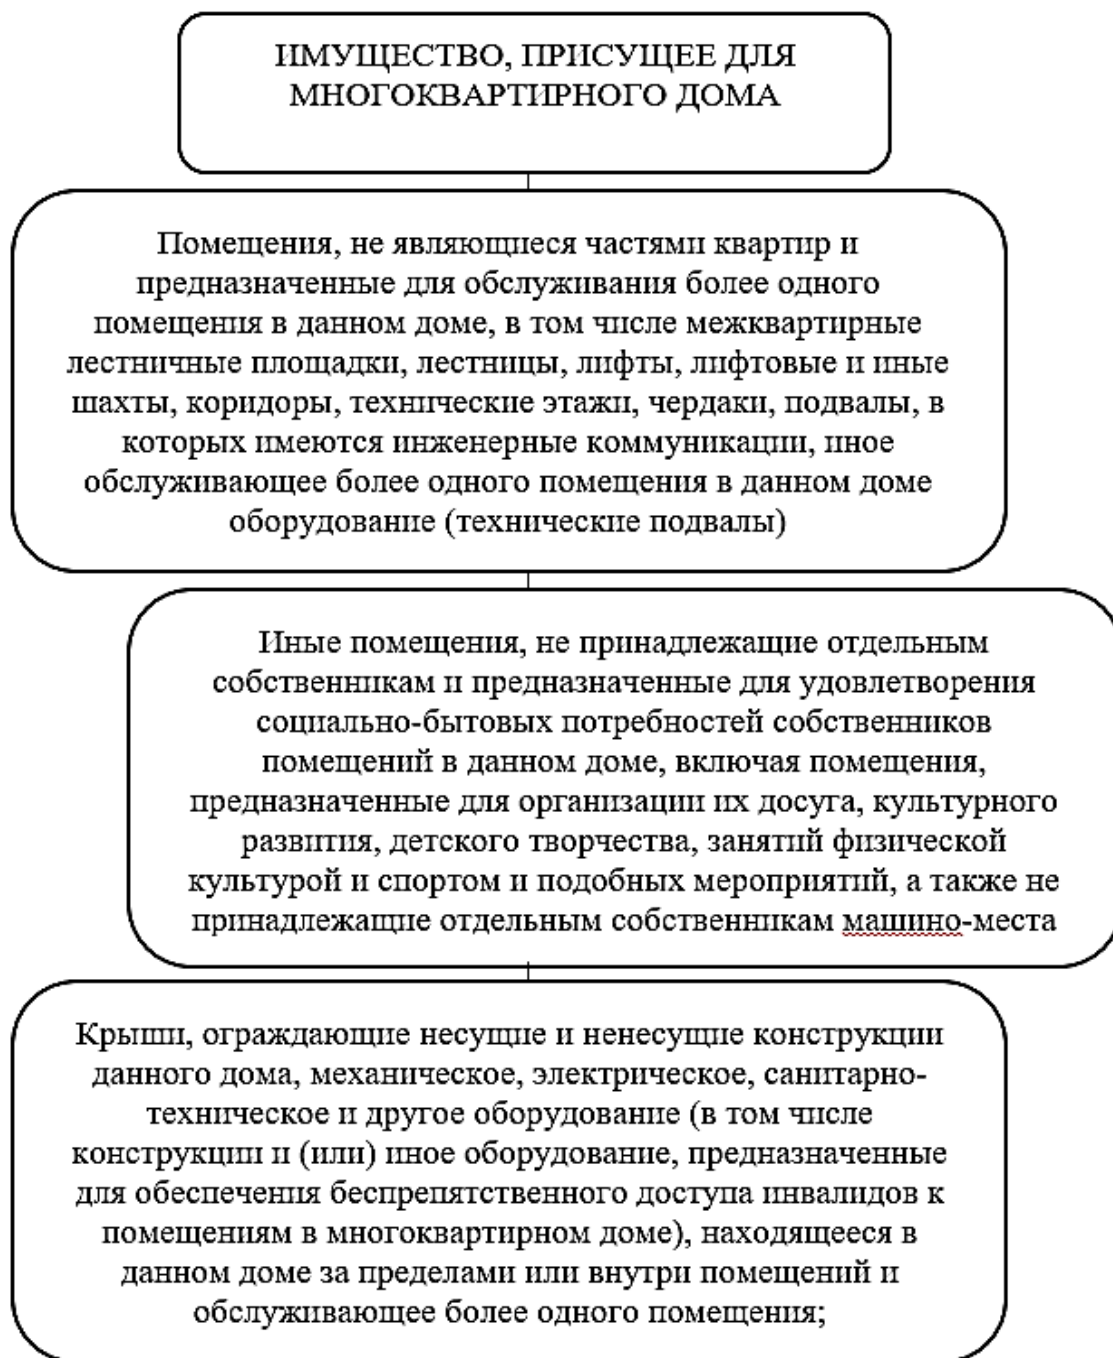 ИМУЩЕСТВО, ПРИСУЩЕЕ ДЛЯ
МНОГОКВАРТИРНОГО ДОМА
Помещения, не являющиеся частями квартир и
предназначенные для обслуживания более одного
помещения в данном доме, в том числе межквартирные
лестничные площадки, лестницы, лифты, лифтовые и иные
шахты, коридоры, технические этажи, чердаки, подвалы, в
которых имеются инженерные коммуникации, иное
обслуживающее более одного помещения в данном доме
оборудование (технические подвалы)
Иные помещения, не принадлежащие отдельным
собственникам и предназначенные для удовлетворения
социально-бытовых потребностей собственников
помещений в данном доме, включая помещения,
предназначенные для организации их досуга, культурного
развития, детского творчества, занятий физической
культурой и спортом и подобных мероприятий, а также не
принадлежащие отдельным собственникам машино-места
Крыши, ограждающие несущие и ненесущие конструкции
данного дома, механическое, электрическое, санитарно-
техническое и другое оборудование (в том числе
конструкции и (или) иное оборудование, предназначенные
для обеспечения беспрепятственного доступа инвалидов к
помещениям в многоквартирном доме), находящееся в
данном доме за пределами или внутри помещений и
обслуживающее более одного помещения;